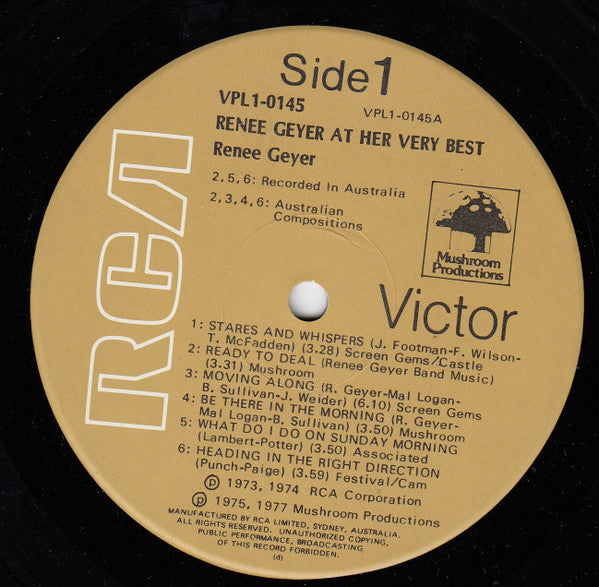 Side 1
VPL1-0145
VPL1-0145A
RENEE GEYER AT HER VERY BEST
Renee Geyer
2,5,6: Recorded In Australia
2,3,4,6: Australian
Compositions
Mushroom
Productions
RCA
Victor
1: STARES AND WHISPERS (J. Footman-F. Wilson-
T. McFadden) (3.28) Screen Gems/Castle
2: READY TO DEAL (Renee Geyer Band Music)
(3.31) Mushroom
3: MOVING ALONG (R. Geyer-Mal Logan-
B. Sullivan-J. Weider) (6.10) Screen Gems
4: BE THERE IN THE MORNING (R. Geyer-
Mal Logan-B. Sullivan) (3.50) Mushroom
5: WHAT DO I DO ON SUNDAY MORNING
(Lambert-Potter) (3.50) Associated
6: HEADING IN THE RIGHT DIRECTION
(Punch-Paige) (3.59) Festival/Cam
℗ 1973, 1974 RCA Corporation
℗ 1975, 1977 Mushroom Productions
MANUFACTURED BY RCA LIMITED, SYDNEY, AUSTRALIA.
ALL RIGHTS RESERVED. UNAUTHORIZED COPYING,
PUBLIC PERFORMANCE, BROADCASTING
OF THIS RECORD FORBIDDEN.
(d)